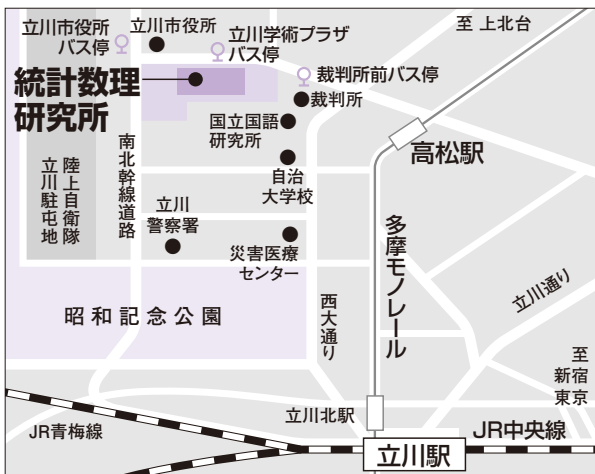 立川市役所
バス停
立川市役所
立川学術プラザ
バス停
至 上北台
統計数理
研究所
裁判所前バス停
裁判所
国立国語
研究所
高松駅
自治
大学校
南北幹線道路
陸上自衛隊
立川駐屯地
立川
警察署
災害医療
センター
多摩モノレール
立川通り
昭和記念公園
西大通り
至
新宿
東京
立川北駅
JR青梅線
JR中央線
立川駅